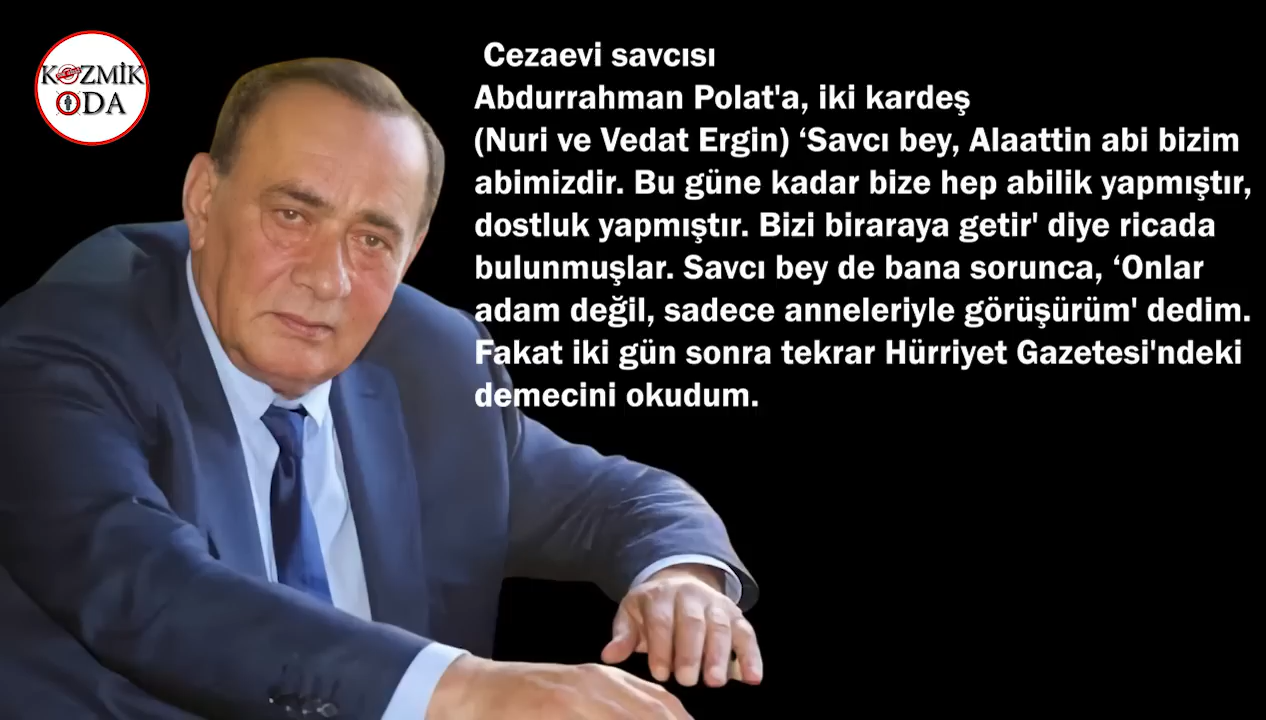 KOZMİK
ODA
Cezaevi savcısı
Abdurrahman Polat'a, iki kardeş
(Nuri ve Vedat Ergin) ‘Savcı bey, Alaattin abi bizim
abimizdir. Bu güne kadar bize hep abilik yapmıştır,
dostluk yapmıştır. Bizi biraraya getir' diye ricada
bulunmuşlar. Savcı bey de bana sorunca, ‘Onlar
adam değil, sadece anneleriyle görüşürüm' dedim.
Fakat iki gün sonra tekrar Hürriyet Gazetesi'ndeki
demecini okudum.